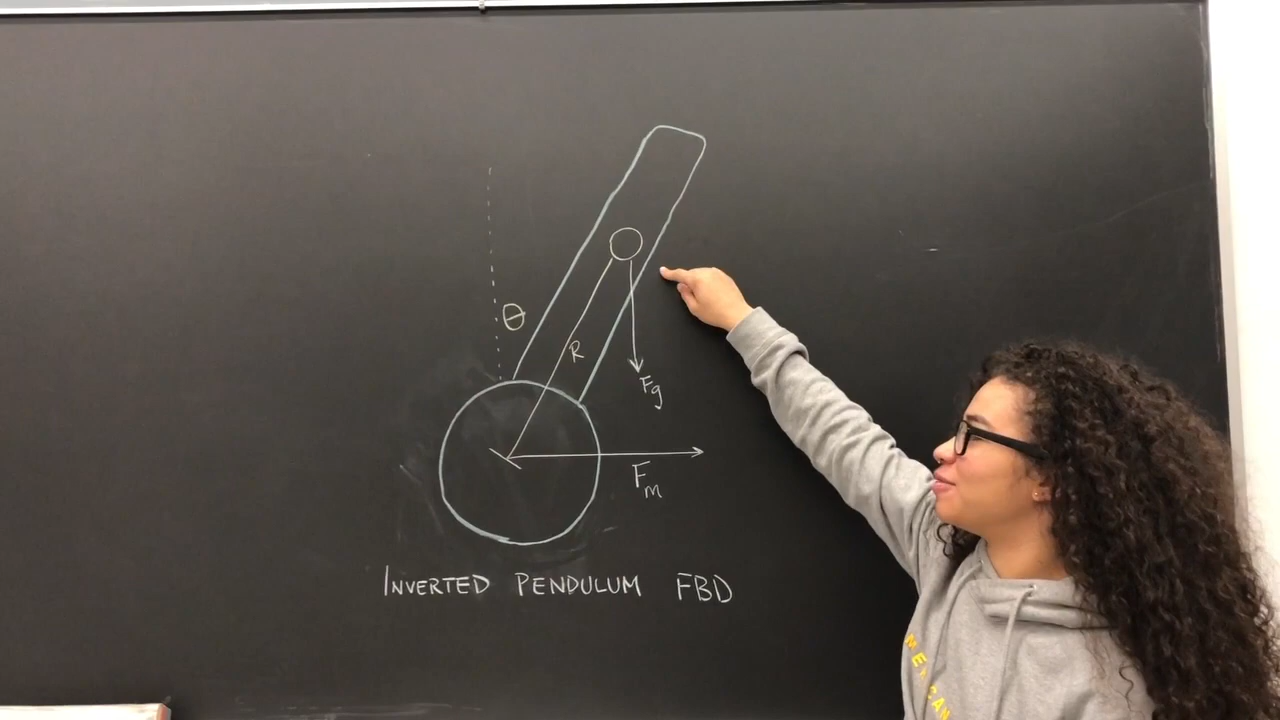 θ
R
Fg
Fm
INVERTED PENDULUM FBD